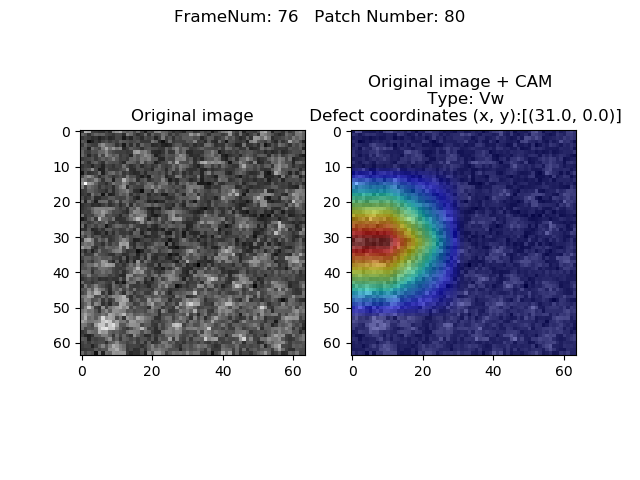 FrameNum: 76   Patch Number: 80
Original image
0
10
20
30
40
50
60
0 20 40 60
Original image + CAM
Type: Vw
Defect coordinates (x, y):[(31.0, 0.0)]
0
10
20
30
40
50
60
0 20 40 60